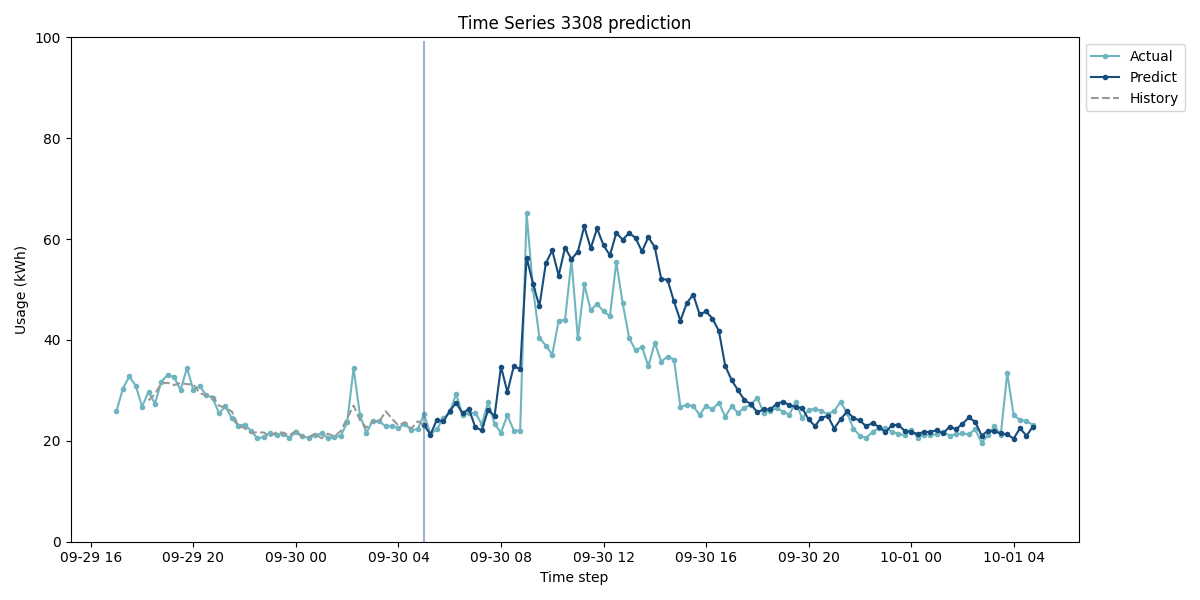 Time Series 3308 prediction
100
80
60
40
20
0
Usage (kWh)
09-29 16
09-29 20
09-30 00
09-30 04
09-30 08
09-30 12
09-30 16
09-30 20
10-01 00
10-01 04
Time step
Actual
Predict
History